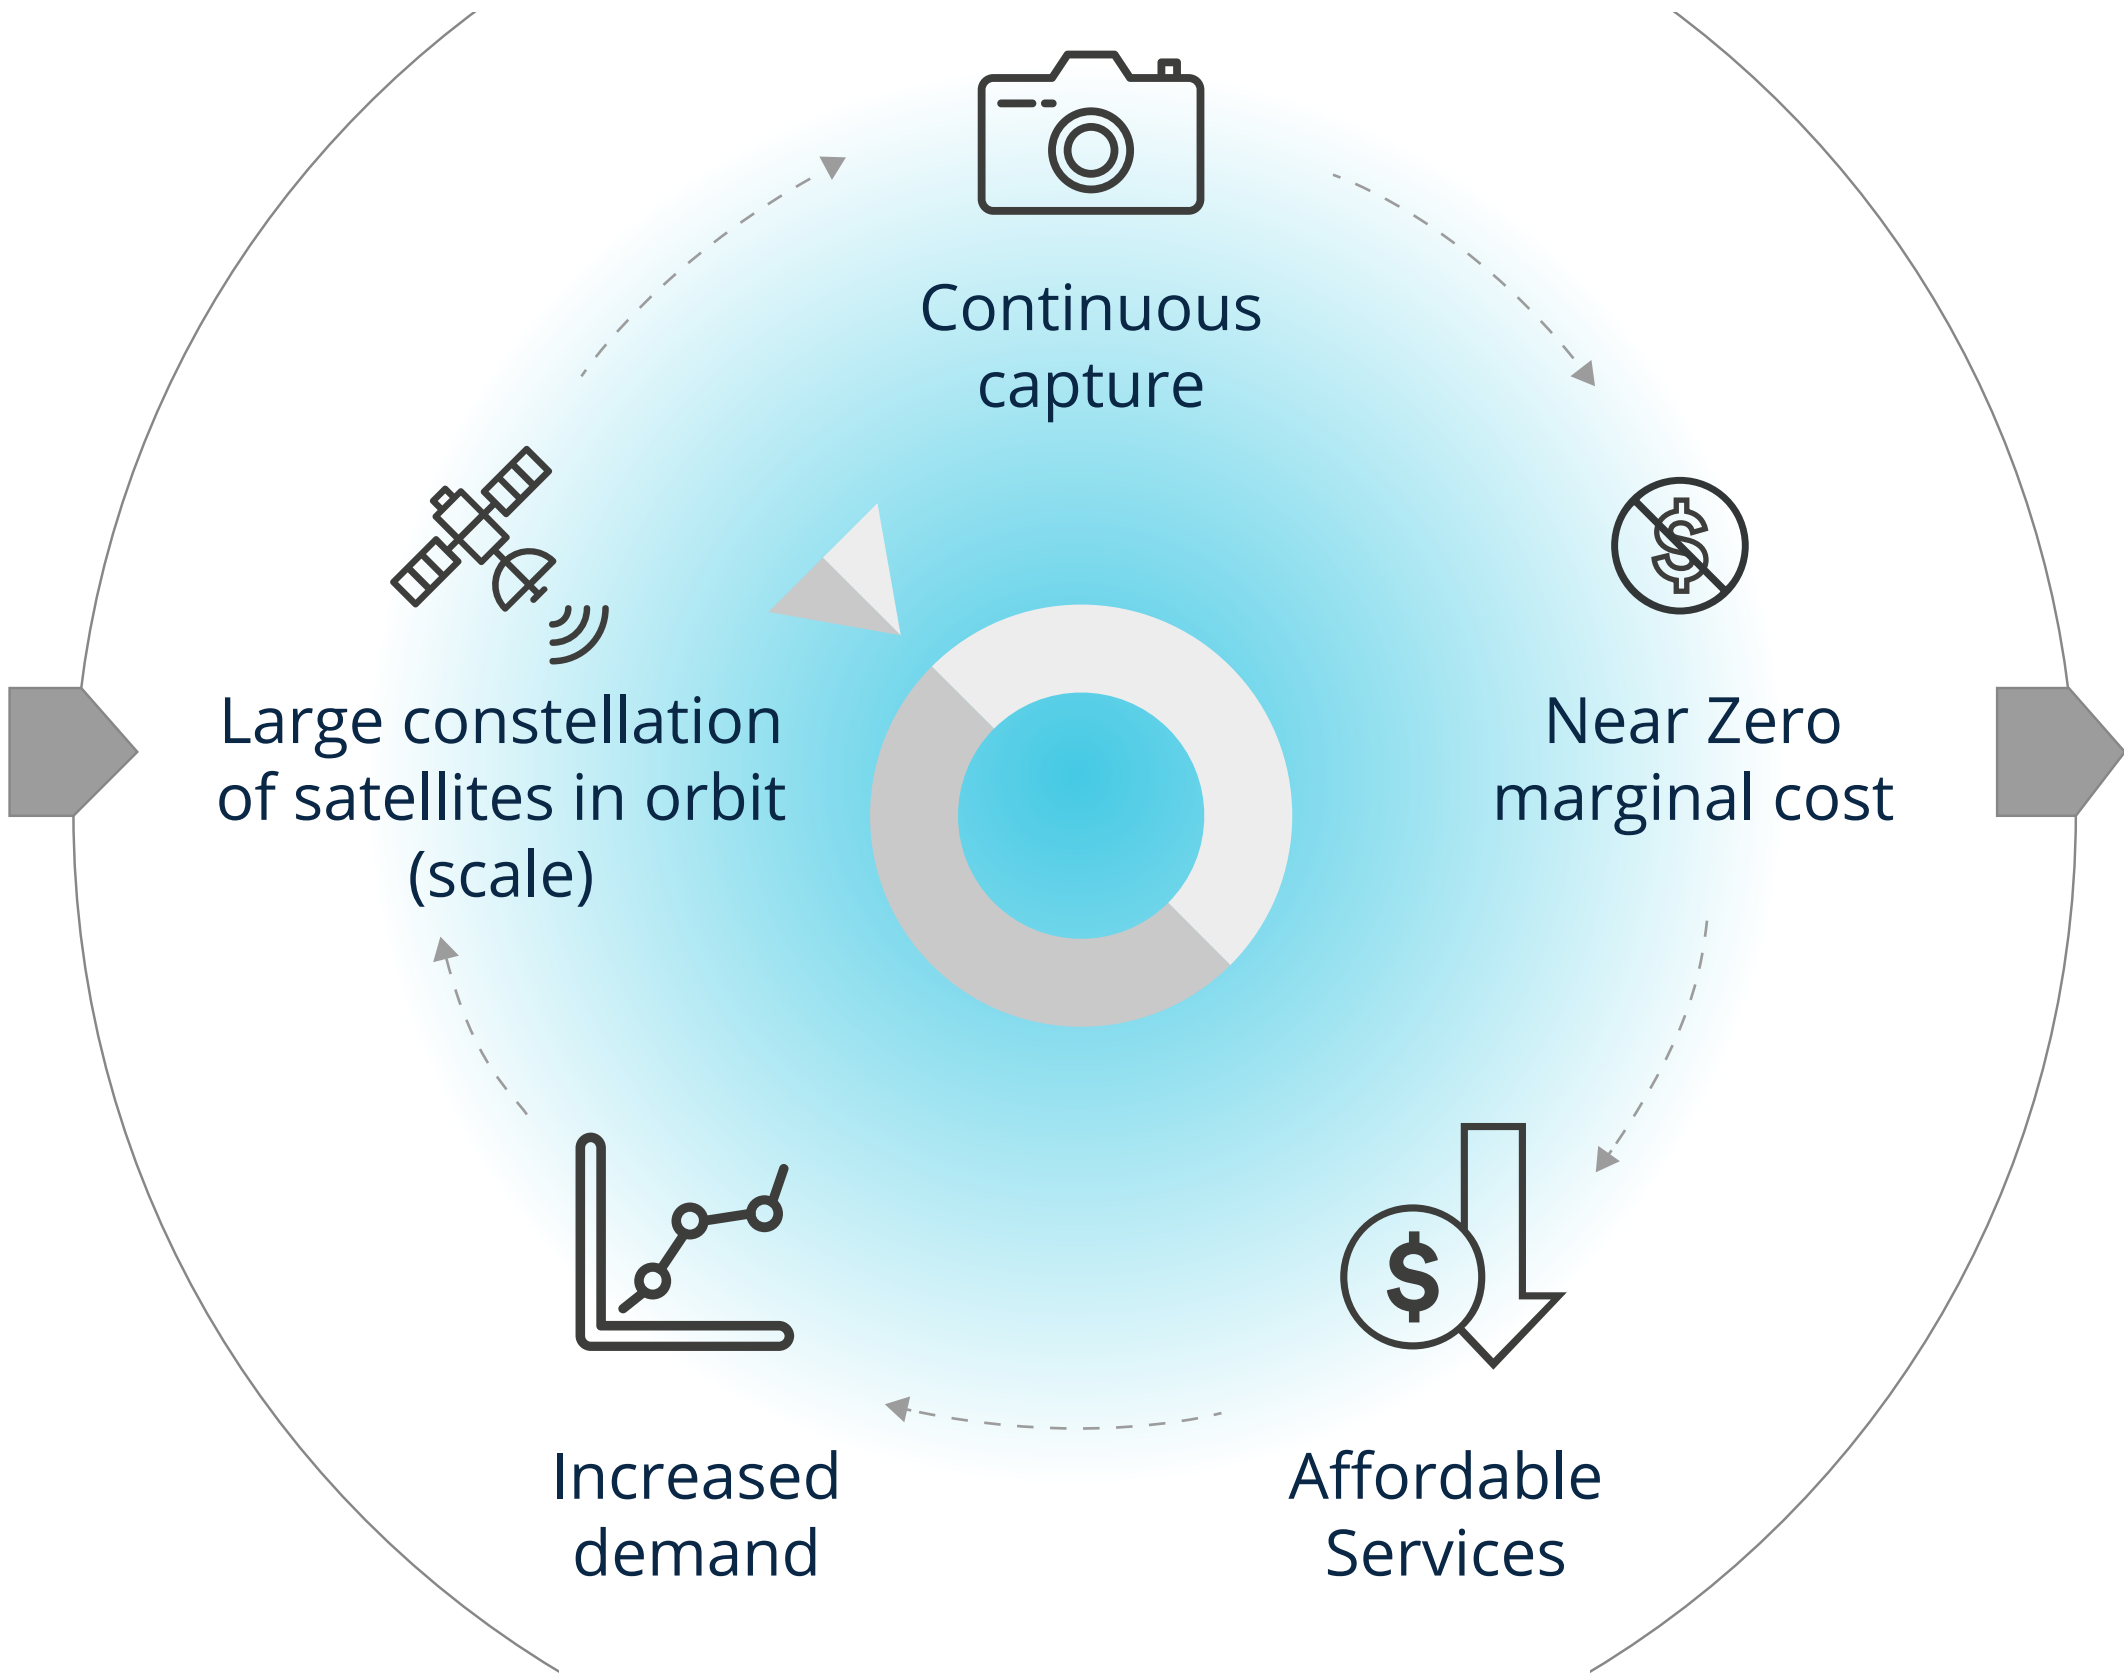 Continuous
capture
Large constellation
of satellites in orbit
(scale)
Near Zero
marginal cost
$
$
Increased
demand
Affordable
Services